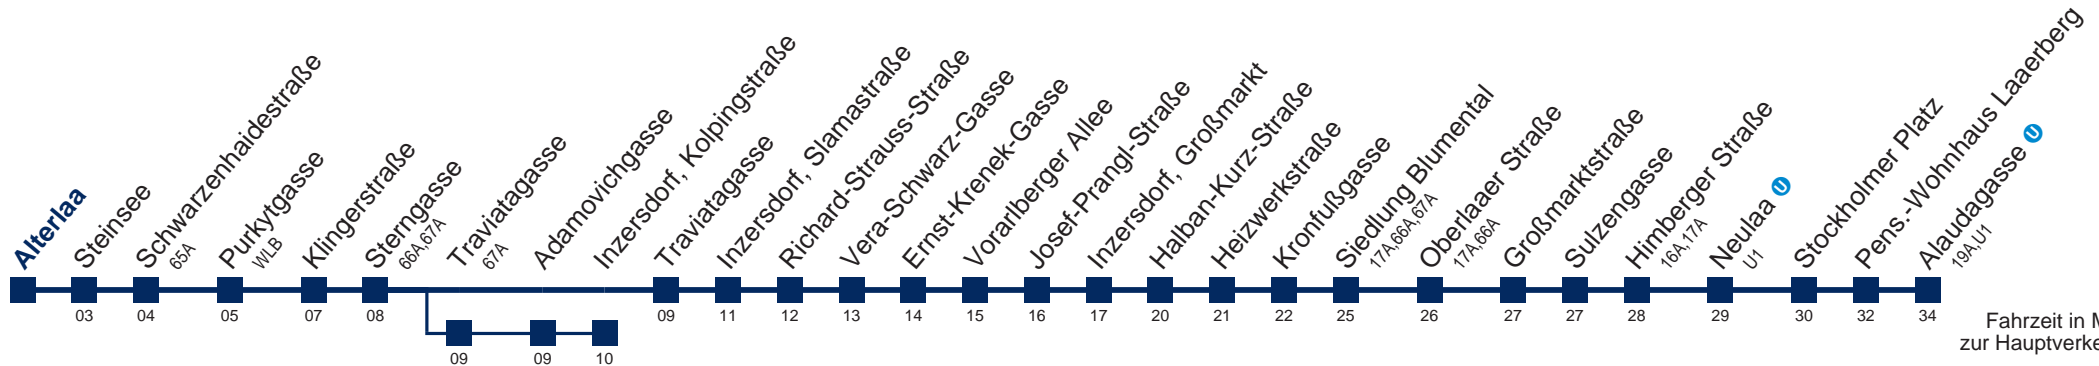 Alterlaa
Steinsee
Schwarzenhaidestraße
65A
Purkytgasse
WLB
Klingerstraße
Sterngasse
66A,67A
Traviatagasse
67A
Adamovichgasse
Inzersdorf, Kolpingstraße
Traviatagasse
Inzersdorf, Slamastraße
Richard-Strauss-Straße
Vera-Schwarz-Gasse
Ernst-Krenek-Gasse
Vorarlberger Allee
Josef-Prangl-Straße
Inzersdorf, Großmarkt
Halban-Kurz-Straße
Heizwerkstraße
Kronfußgasse
Siedlung Blumental
17A,66A,67A
Oberlaaer Straße
17A,66A
Großmarktstraße
Sulzengasse
Himberger Straße
16A,17A
Neulaa U
U1
Stockholmer Platz
Pens.-Wohnhaus Laaerberg
Alaudagasse U
19A,U1
03 04 05 07 08 09 11 12 13 14 15 16 17 20 21 22 25 26 27 27 28 29 30 32 34
09 09 10
Fahrzeit in M
zur Hauptverke